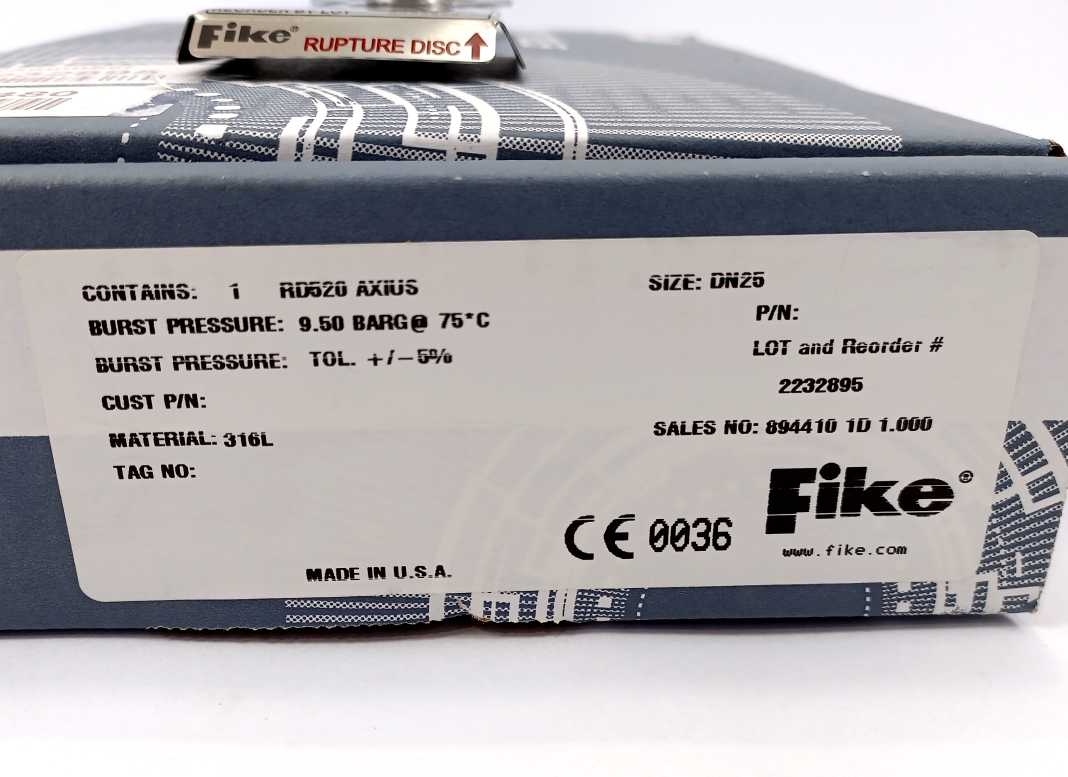 Fike® RUPTURE DISC
CONTAINS: 1 RD520 AXIUS
BURST PRESSURE: 9.50 BARG@ 75*C
BURST PRESSURE: TOL. +/-5%
CUST P/N:
MATERIAL: 316L
TAG NO:
SIZE: DN25
P/N:
LOT and Reorder #
2232895
SALES NO: 894410 1D 1.000
CE 0036
Fike®
www.fike.com
MADE IN U.S.A.